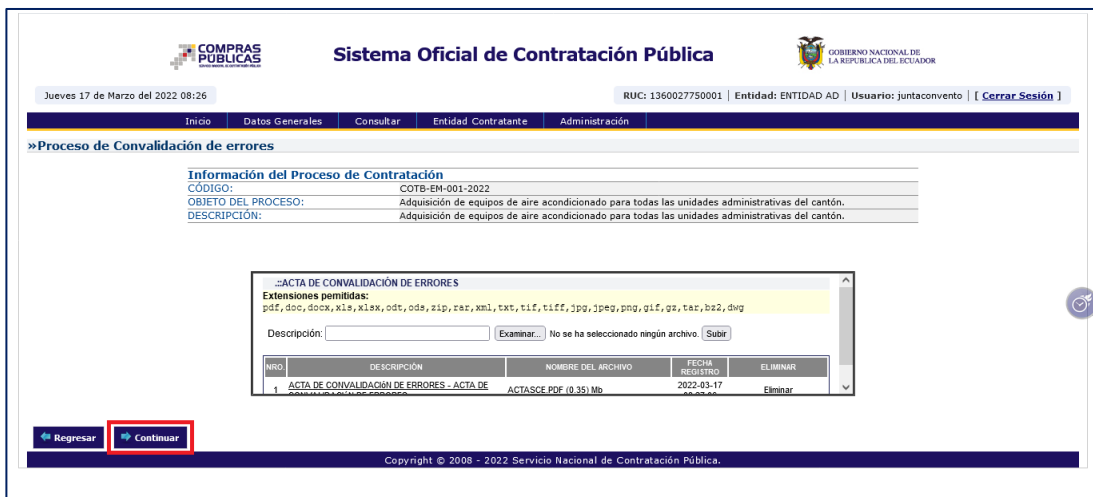 COMPRAS
PÚBLICAS
Sistema Oficial de Contratación Pública
GOBIERNO NACIONAL DE
LA REPUBLICA DEL ECUADOR
Jueves 17 de Marzo del 2022 08:26
RUC: 1360027750001 | Entidad: ENTIDAD AD | Usuario: juntaconvento | [ Cerrar Sesión ]
Inicio Datos Generales Consultar Entidad Contratante Administración
»Proceso de Convalidación de errores
Información del Proceso de Contratación
CÓDIGO: COTB-EM-001-2022
OBJETO DEL PROCESO: Adquisición de equipos de aire acondicionado para todas las unidades administrativas del cantón.
DESCRIPCIÓN: Adquisición de equipos de aire acondicionado para todas las unidades administrativas del cantón.
.::ACTA DE CONVALIDACIÓN DE ERRORES
Extensiones pemitidas:
pdf,doc,docx,xls,xlsx,odt,ods,zip,rar,xml,txt,tif,tiff,jpg,jpeg,png,gif,gz,tar,bz2,dwg
Descripción: Examinar... No se ha seleccionado ningún archivo. Subir
NRO. DESCRIPCIÓN NOMBRE DEL ARCHIVO FECHA REGISTRO ELIMINAR
1 ACTA DE CONVALIDACIÓN DE ERRORES - ACTA DE ACTASCE.PDF (0.35) Mb 2022-03-17 Eliminar
Regresar Continuar
Copyright © 2008 - 2022 Servicio Nacional de Contratación Pública.